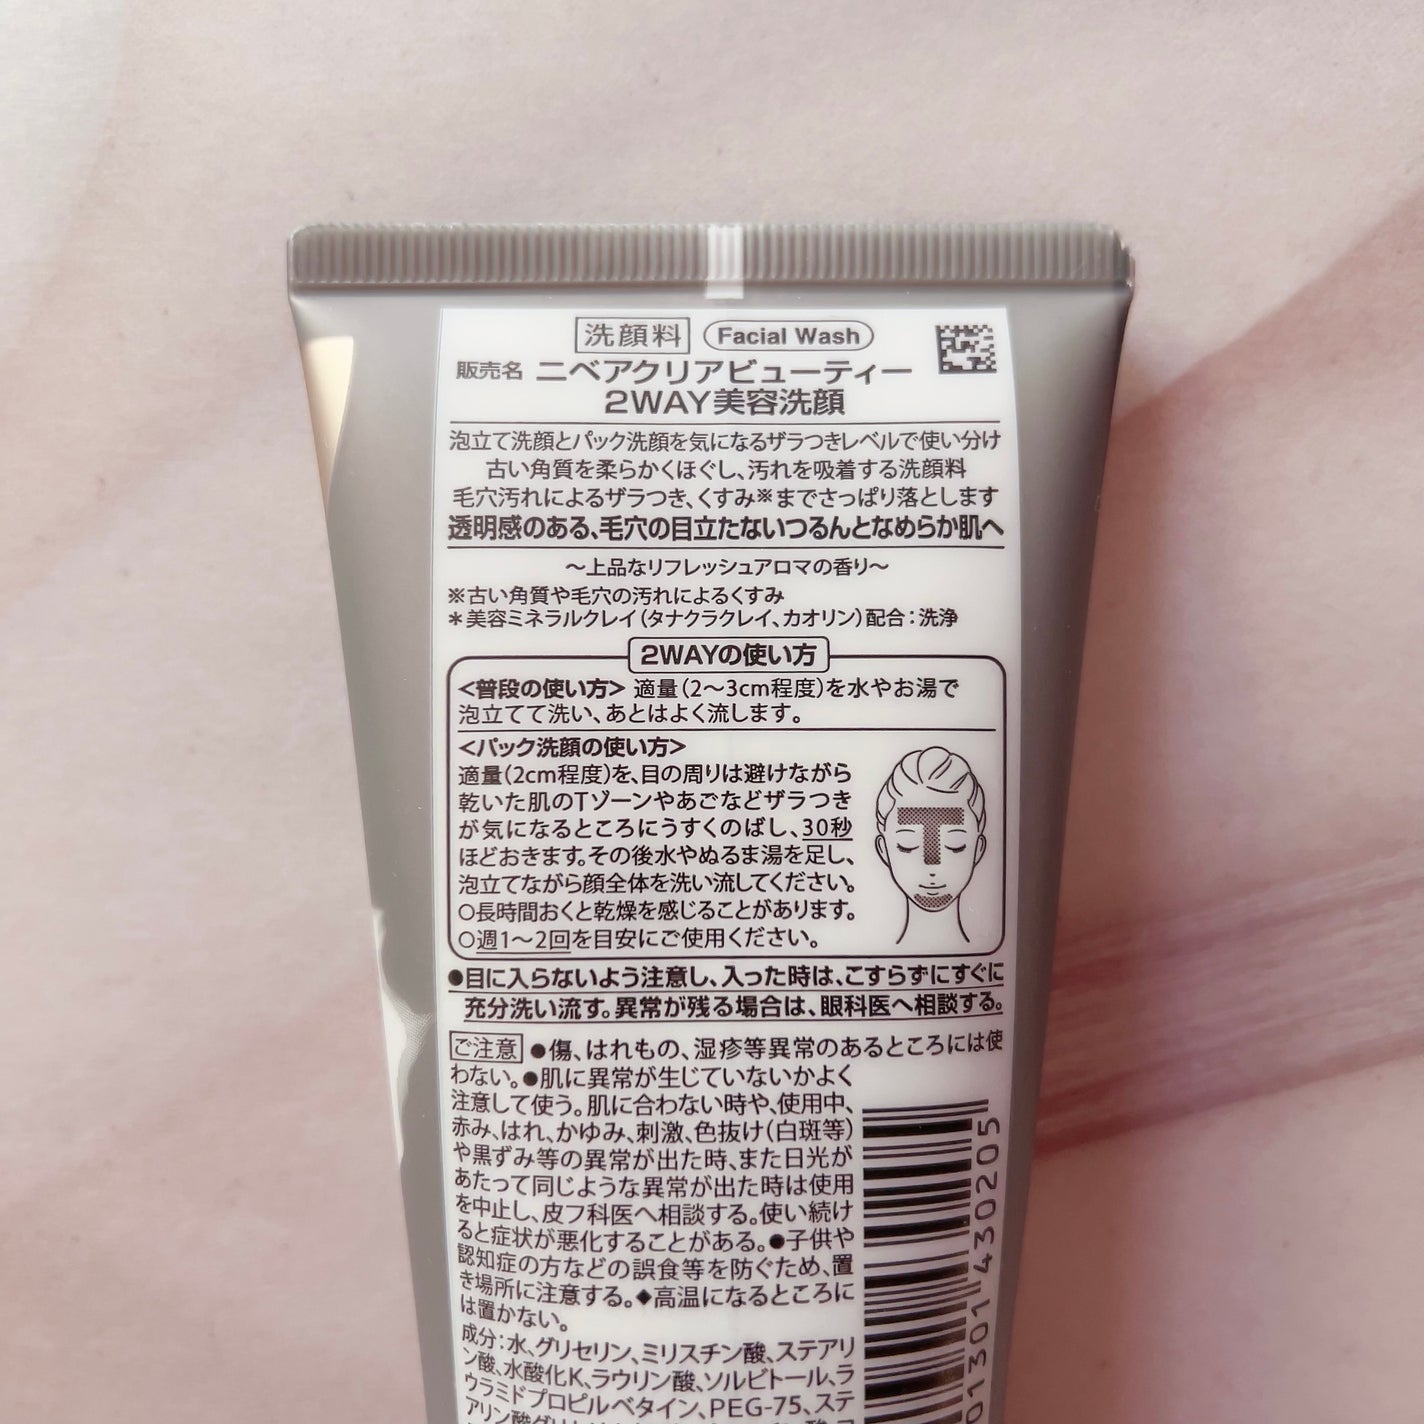 洗顔料 Facial Wash
販売名 ニベアクリアビューティー
2WAY美容洗顔
泡立て洗顔とパック洗顔を気になるザラつきレベルで使い分け
古い角質を柔らかくほぐし、汚れを吸着する洗顔料
毛穴汚れによるザラつき、くすみ※までさっぱり落とします
透明感のある、毛穴の目立たないつるんとなめらか肌へ
〜上品なリフレッシュアロマの香り〜
※古い角質や毛穴の汚れによるくすみ
＊美容ミネラルクレイ（タナクラクレイ、カオリン）配合：洗浄
2WAYの使い方
<普段の使い方> 適量（2〜3cm程度）を水やお湯で
泡立てて洗い、あとはよく流します。
<パック洗顔の使い方>
適量（2cm程度）を、目の周りは避けながら
乾いた肌のTゾーンやあごなどザラつき
が気になるところにうすくのばし、30秒
ほどおきます。その後水やぬるま湯を足し、
泡立てながら顔全体を洗い流してください。
○長時間おくと乾燥を感じることがあります。
○週1〜2回を目安にご使用ください。
●目に入らないよう注意し、入った時は、こすらずにすぐに
充分洗い流す。異常が残る場合は、眼科医へ相談する。
ご注意 ●傷、はれもの、湿疹等異常のあるところには使
わない。●肌に異常が生じていないかよく
注意して使う。肌に合わない時や、使用中、
赤み、はれ、かゆみ、刺激、色抜け（白斑等）
や黒ずみ等の異常が出た時、また日光が
あたって同じような異常が出た時は使用
を中止し、皮フ科医へ相談する。使い続け
ると症状が悪化することがある。●子供や
認知症の方などの誤食等を防ぐため、置
き場所に注意する。◆高温になるところに
は置かない。
成分：水、グリセリン、ミリスチン酸、ステアリ
ン酸、水酸化K、ラウリン酸、ソルビトール、ラ
ウラミドプロピルベタイン、PEG-75、ステ
アリン酸
01301 430205